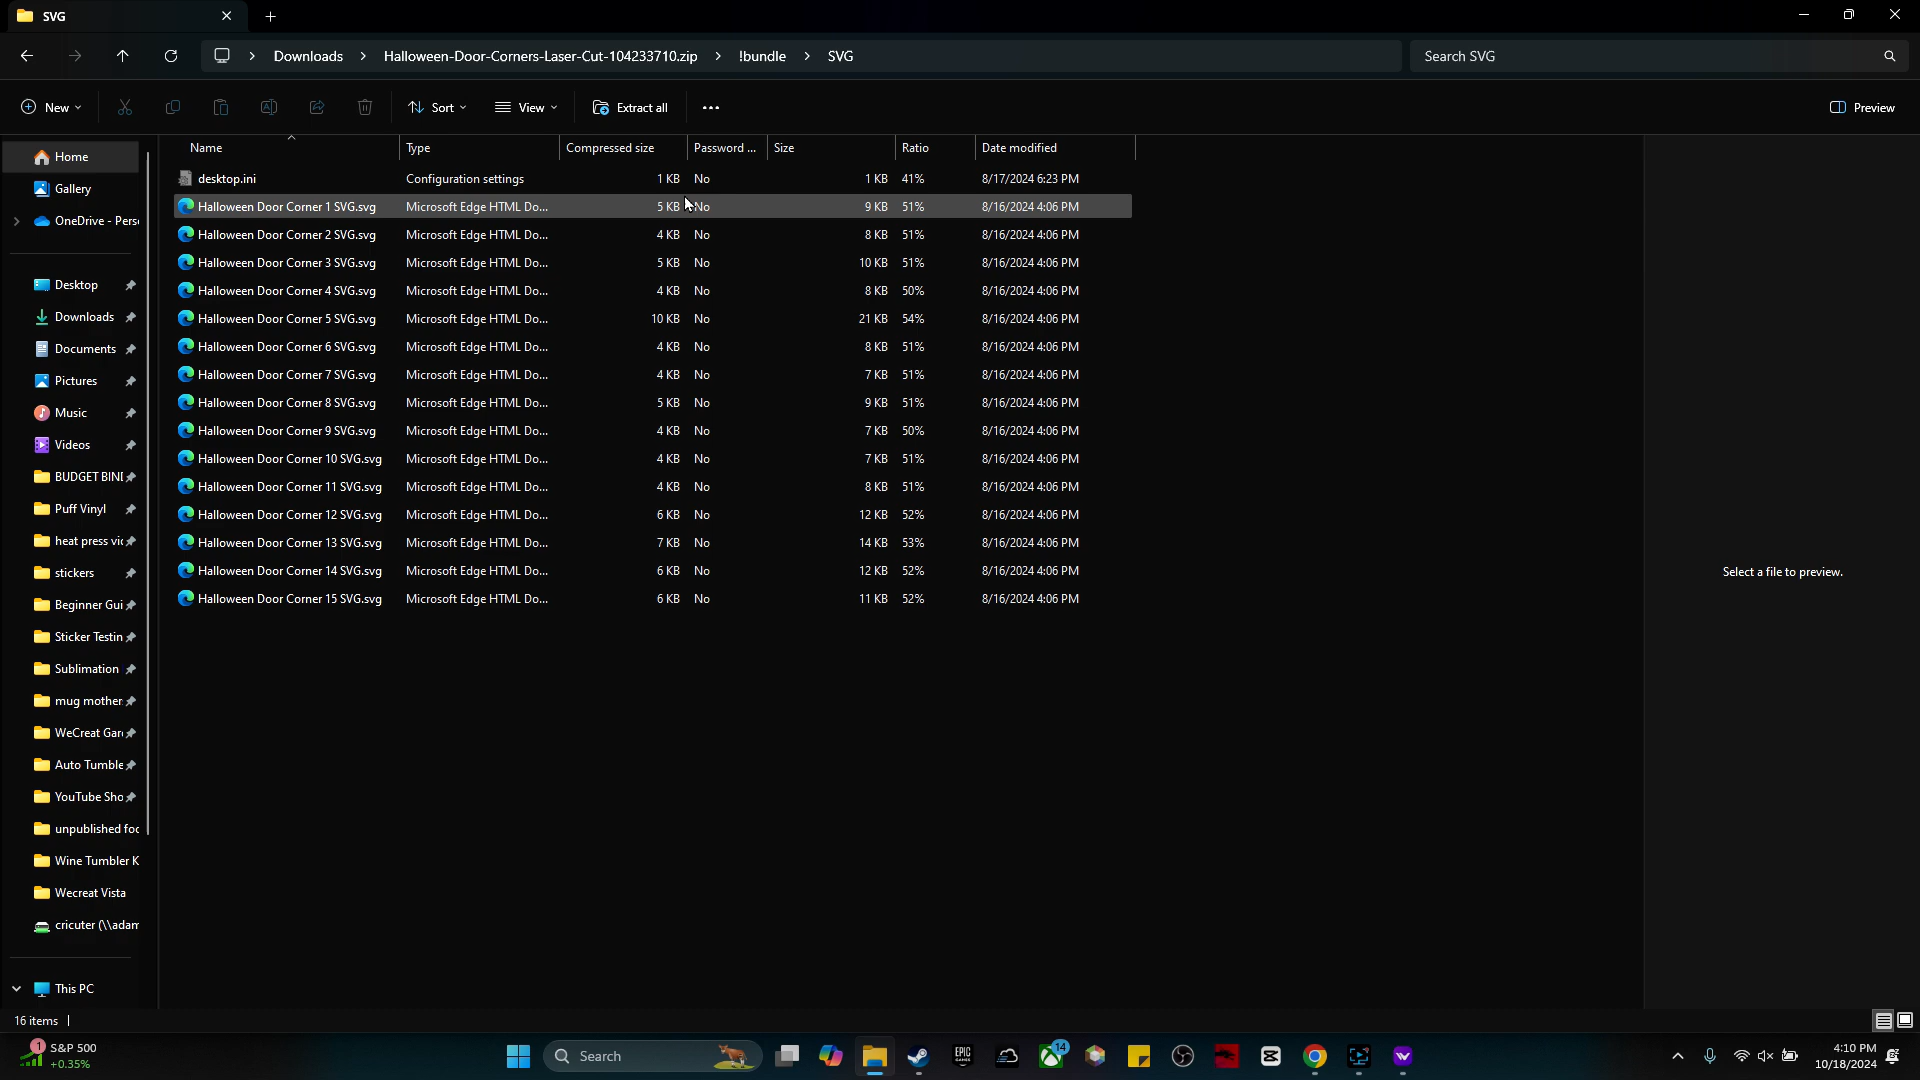 SVG
Downloads > Halloween-Door-Corners-Laser-Cut-104233710.zip > !bundle > SVG
Search SVG
New Sort View Extract all ••• Preview
Name Type Compressed size Password ... Size Ratio Date modified
desktop.ini Configuration settings 1 KB No 1 KB 41% 8/17/2024 6:23 PM
Halloween Door Corner 1 SVG.svg Microsoft Edge HTML Do... 5 KB No 9 KB 51% 8/16/2024 4:06 PM
Halloween Door Corner 2 SVG.svg Microsoft Edge HTML Do... 4 KB No 8 KB 51% 8/16/2024 4:06 PM
Halloween Door Corner 3 SVG.svg Microsoft Edge HTML Do... 5 KB No 10 KB 51% 8/16/2024 4:06 PM
Halloween Door Corner 4 SVG.svg Microsoft Edge HTML Do... 4 KB No 8 KB 50% 8/16/2024 4:06 PM
Halloween Door Corner 5 SVG.svg Microsoft Edge HTML Do... 10 KB No 21 KB 54% 8/16/2024 4:06 PM
Halloween Door Corner 6 SVG.svg Microsoft Edge HTML Do... 4 KB No 8 KB 51% 8/16/2024 4:06 PM
Halloween Door Corner 7 SVG.svg Microsoft Edge HTML Do... 4 KB No 7 KB 51% 8/16/2024 4:06 PM
Halloween Door Corner 8 SVG.svg Microsoft Edge HTML Do... 5 KB No 9 KB 51% 8/16/2024 4:06 PM
Halloween Door Corner 9 SVG.svg Microsoft Edge HTML Do... 4 KB No 7 KB 50% 8/16/2024 4:06 PM
Halloween Door Corner 10 SVG.svg Microsoft Edge HTML Do... 4 KB No 7 KB 51% 8/16/2024 4:06 PM
Halloween Door Corner 11 SVG.svg Microsoft Edge HTML Do... 4 KB No 8 KB 51% 8/16/2024 4:06 PM
Halloween Door Corner 12 SVG.svg Microsoft Edge HTML Do... 6 KB No 12 KB 52% 8/16/2024 4:06 PM
Halloween Door Corner 13 SVG.svg Microsoft Edge HTML Do... 7 KB No 14 KB 53% 8/16/2024 4:06 PM
Halloween Door Corner 14 SVG.svg Microsoft Edge HTML Do... 6 KB No 12 KB 52% 8/16/2024 4:06 PM
Halloween Door Corner 15 SVG.svg Microsoft Edge HTML Do... 6 KB No 11 KB 52% 8/16/2024 4:06 PM
Home
Gallery
OneDrive - Pers
Desktop
Downloads
Documents
Pictures
Music
Videos
BUDGET BINI
Puff Vinyl
heat press vic
stickers
Beginner Gui
Sticker Testin
Sublimation
mug mother
WeCreat Gar
Auto Tumble
YouTube Sho
unpublished foo
Wine Tumbler K
Wecreat Vista
cricuter (\\adam
This PC
Select a file to preview.
16 items
1 S&P 500
+0.35%
Search
EPIC GAMES
14
4:10 PM
10/18/2024